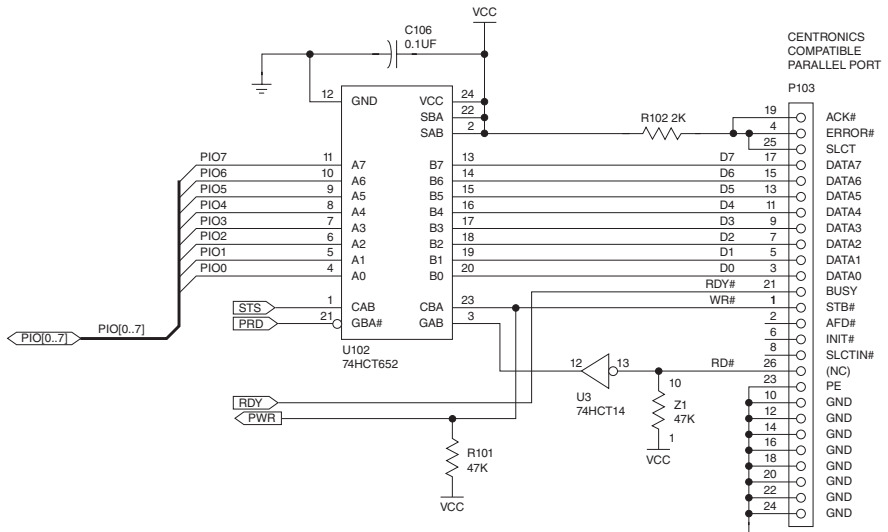 VCC
C106
0.1UF
CENTRONICS
COMPATIBLE
PARALLEL PORT
P103
12 GND VCC 24
SBA 22
SAB 2
R102 2K
19 ACK#
4 ERROR#
25 SLCT
PIO7 11 A7 B7 13 D7 17 DATA7
PIO6 10 A6 B6 14 D6 15 DATA6
PIO5 9 A5 B5 15 D5 13 DATA5
PIO4 8 A4 B4 16 D4 11 DATA4
PIO3 7 A3 B3 17 D3 9 DATA3
PIO2 6 A2 B2 18 D2 7 DATA2
PIO1 5 A1 B1 19 D1 5 DATA1
PIO0 4 A0 B0 20 D0 3 DATA0
RDY# 21 BUSY
STS 1 CAB CBA 23 WR# 1 STB#
PRD 21 GBA# GAB 3 2 AFD#
PIO[0..7] PIO[0..7]
U102
74HCT652
6 INIT#
8 SLCTIN#
12 13 RD# 26 (NC)
U3
74HCT14
10
Z1
47K
1
VCC
23 PE
RDY
PWR
R101
47K
VCC
10 GND
12 GND
14 GND
16 GND
18 GND
20 GND
22 GND
24 GND